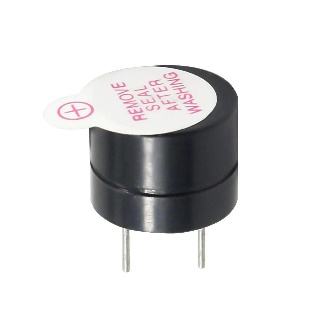 REMOVE
SEAL
AFTER
WASHING
+